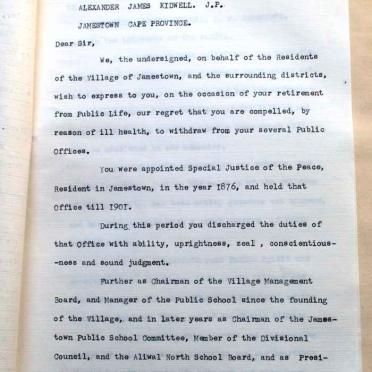 ALEXANDER JAMES KIDWELL. J.P.
JAMESTOWN CAPE PROVINCE.
Dear Sir,
We, the undersigned, on behalf of the Residents
of the Village of Jamestown, and the surrounding districts,
wish to express to you, on the occasion of your retirement
from Public Life, our regret that you are compelled, by
reason of ill health, to withdraw from your several Public
Offices.
You were appointed Special Justice of the Peace,
Resident in Jamestown, in the year I876, and held that
Office till I90I.
During this period you discharged the duties of
that Office with ability, uprightness, zeal , conscientious-
-ness and sound judgment.
Further as Chairman of the Village Management
Board, and Manager of the Public School since the founding
of the Village, and in later years as Chairman of the James-
town Public School Committee, Member of the Divisional
Council, and the Aliwal North School Board, and as Presi-